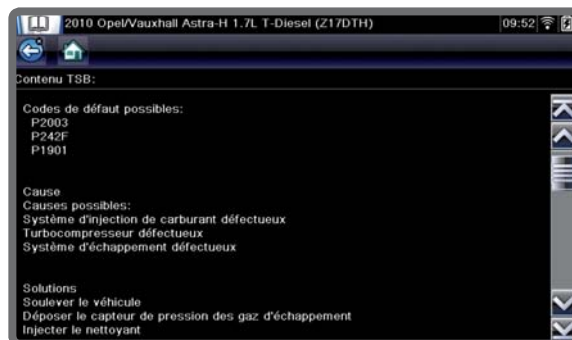 2010 Opel/Vauxhall Astra-H 1.7L T-Diesel (Z17DTH) 09:52
Contenu TSB:
Codes de défaut possibles:
P2003
P242F
P1901
Cause
Causes possibles:
Système d'injection de carburant défectueux
Turbocompresseur défectueux
Système d'échappement défectueux
Solutions
Soulever le véhicule
Déposer le capteur de pression des gaz d'échappement
Injecter le nettoyant